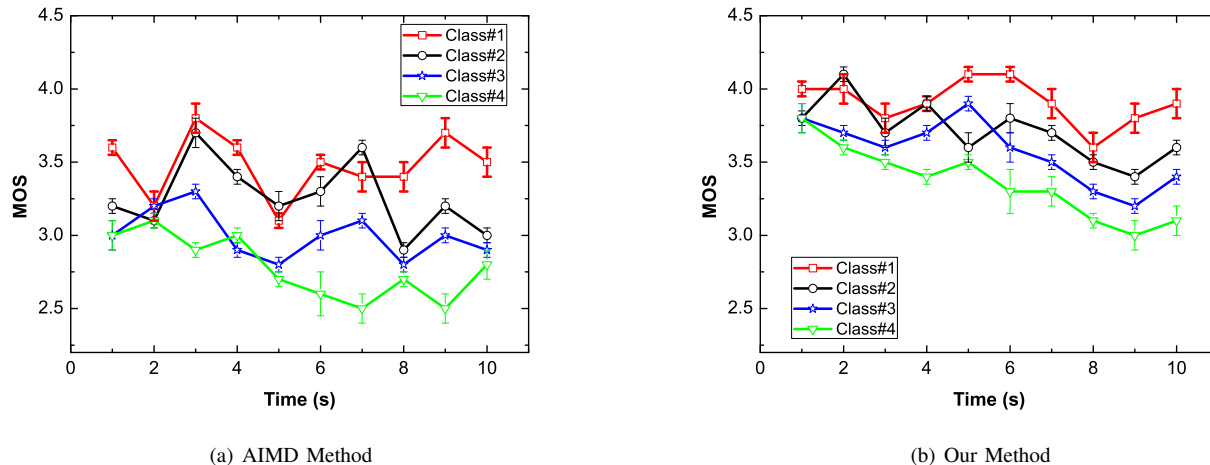 4.5
4.0
3.5
3.0
2.5
MOS
0 2 4 6 8 10
Time (s)
Class#1
Class#2
Class#3
Class#4
(a) AIMD Method
4.5
4.0
3.5
3.0
2.5
MOS
0 2 4 6 8 10
Time (s)
Class#1
Class#2
Class#3
Class#4
(b) Our Method